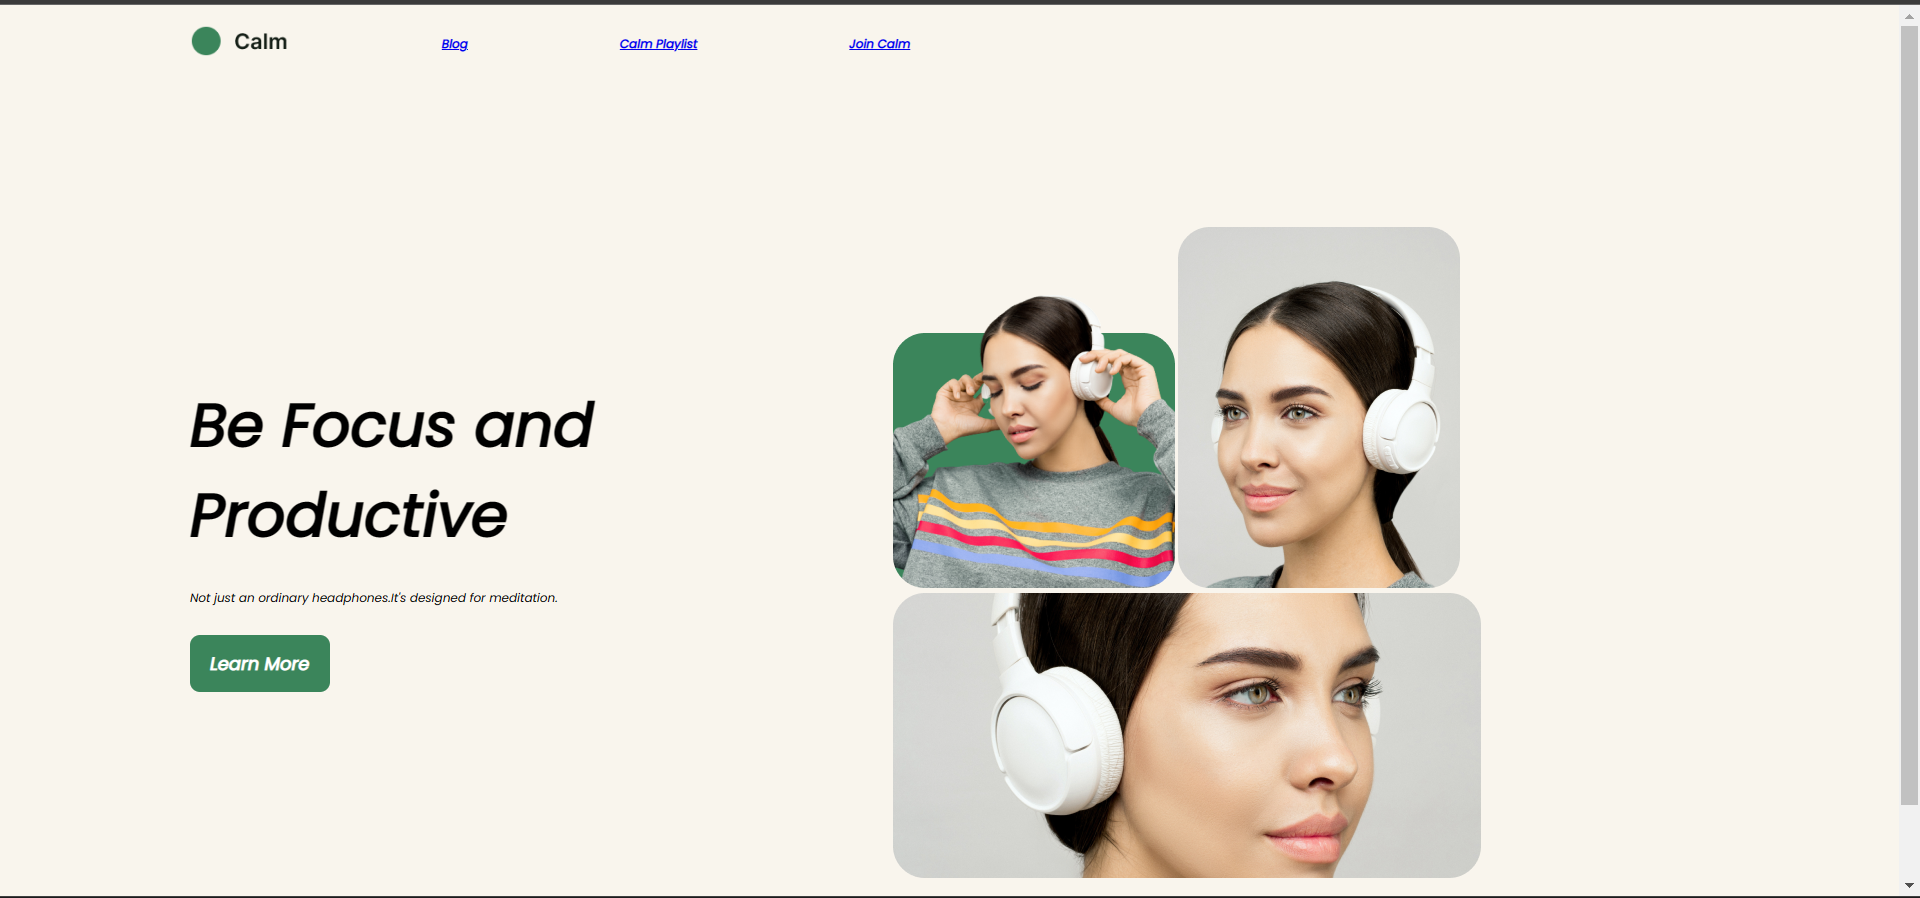 Calm
Blog
Calm Playlist
Join Calm
Be Focus and
Productive
Not just an ordinary headphones.It's designed for meditation.
Learn More